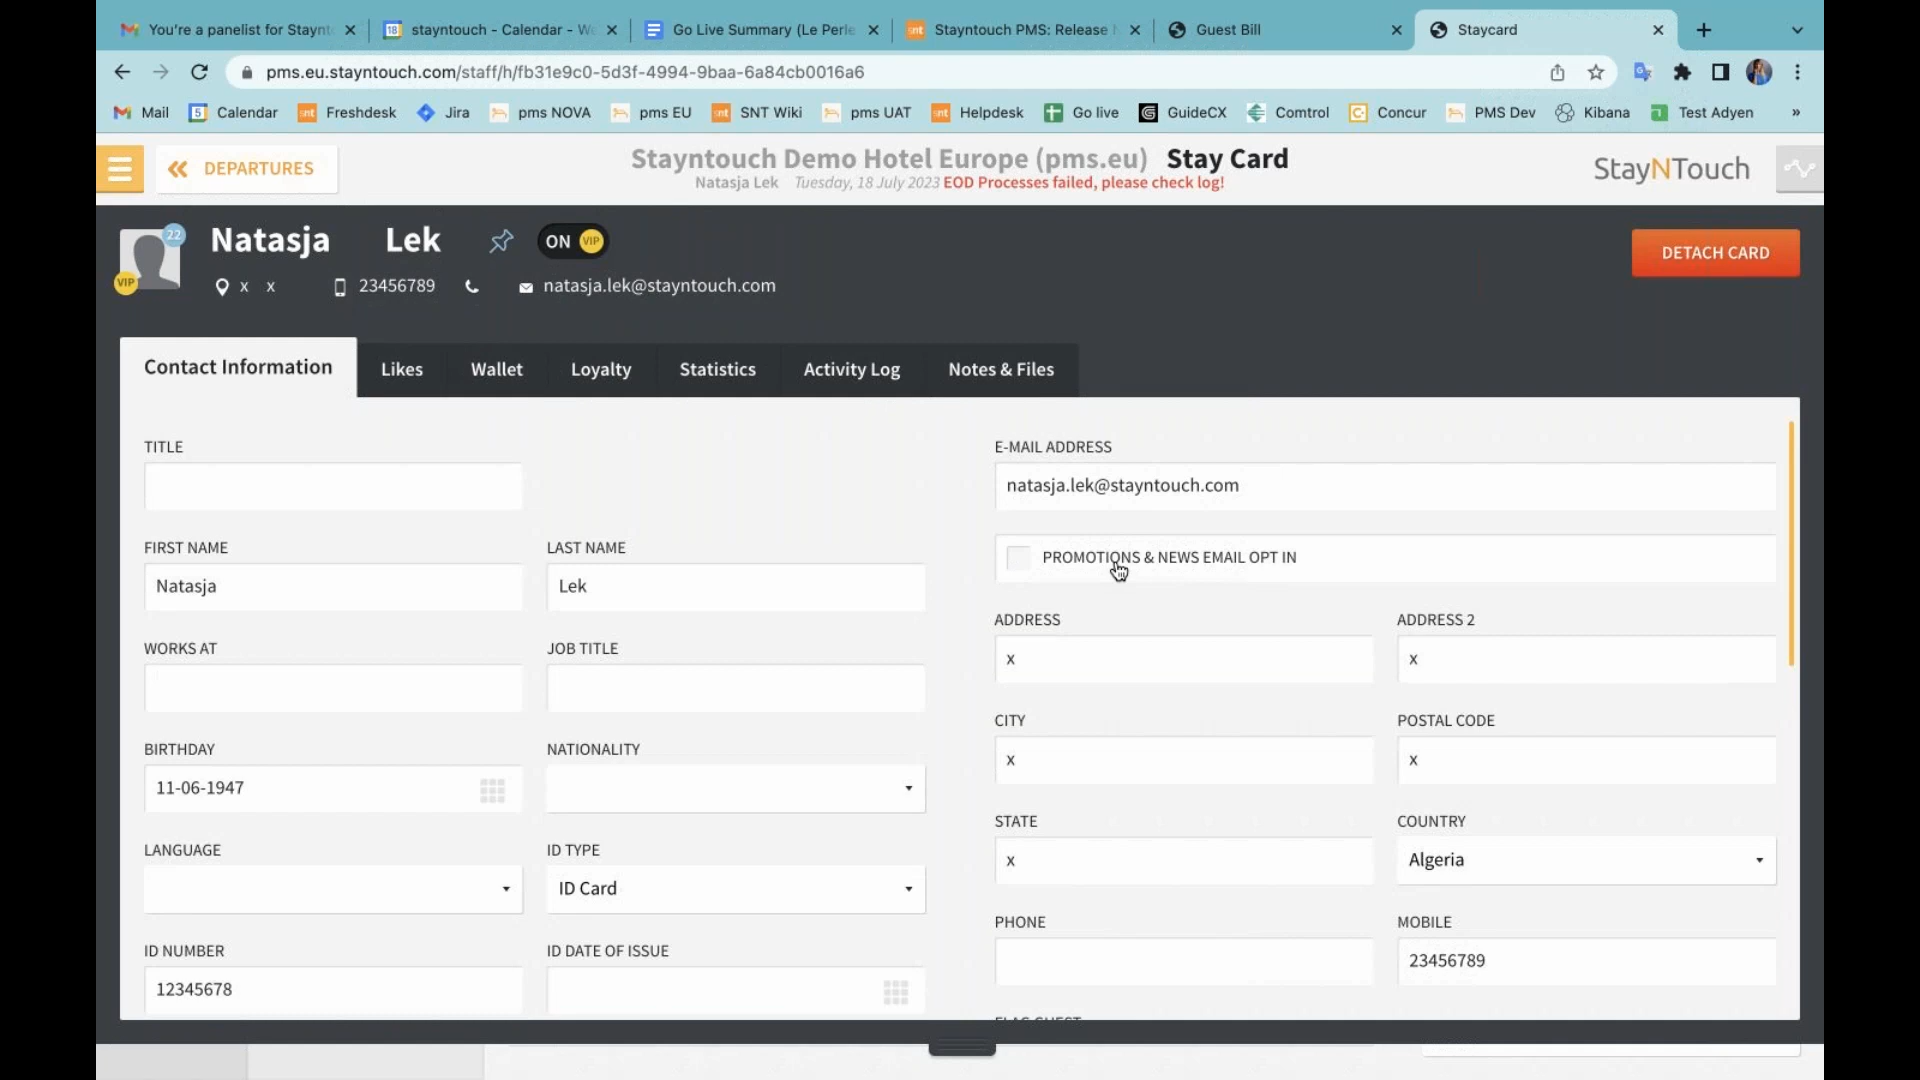 You're a panelist for Staynt
stayntouch - Calendar - We
Go Live Summary (Le Perle
Stayntouch PMS: Release
Guest Bill
Staycard
pms.eu.stayntouch.com/staff/h/fb31e9c0-5d3f-4994-9baa-6a84cb0016a6
Mail
Calendar
Freshdesk
Jira
pms NOVA
pms EU
SNT Wiki
pms UAT
Helpdesk
Go live
GuideCX
Comtrol
Concur
PMS Dev
Kibana
Test Adyen
»
DEPARTURES
Stayntouch Demo Hotel Europe (pms.eu) Stay Card
Natasja Lek Tuesday, 18 July 2023 EOD Processes failed, please check log!
StayNTouch
22
VIP
Natasja Lek
ON VIP
DETACH CARD
x x
23456789
natasja.lek@stayntouch.com
Contact Information
Likes
Wallet
Loyalty
Statistics
Activity Log
Notes & Files
TITLE
E-MAIL ADDRESS
natasja.lek@stayntouch.com
FIRST NAME
LAST NAME
Natasja
Lek
PROMOTIONS & NEWS EMAIL OPT IN
ADDRESS
ADDRESS 2
x
x
WORKS AT
JOB TITLE
CITY
POSTAL CODE
x
x
BIRTHDAY
NATIONALITY
11-06-1947
STATE
COUNTRY
x
Algeria
LANGUAGE
ID TYPE
ID Card
PHONE
MOBILE
23456789
ID NUMBER
ID DATE OF ISSUE
12345678
FLAG GUEST